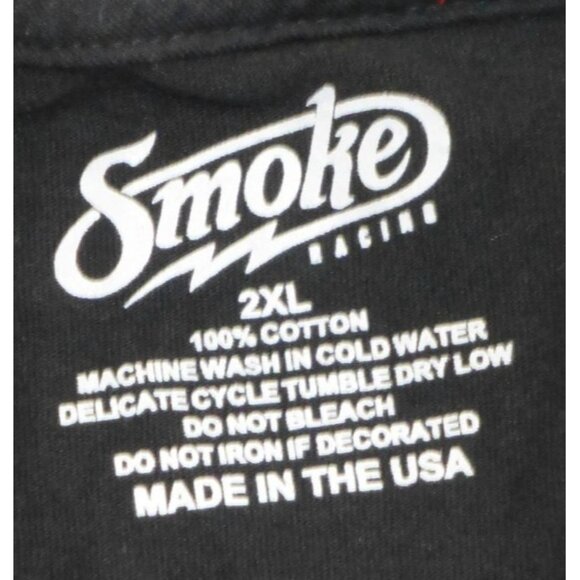 Smoke
RACING
2XL
100% COTTON
MACHINE WASH IN COLD WATER
DELICATE CYCLE TUMBLE DRY LOW
DO NOT BLEACH
DO NOT IRON IF DECORATED
MADE IN THE USA